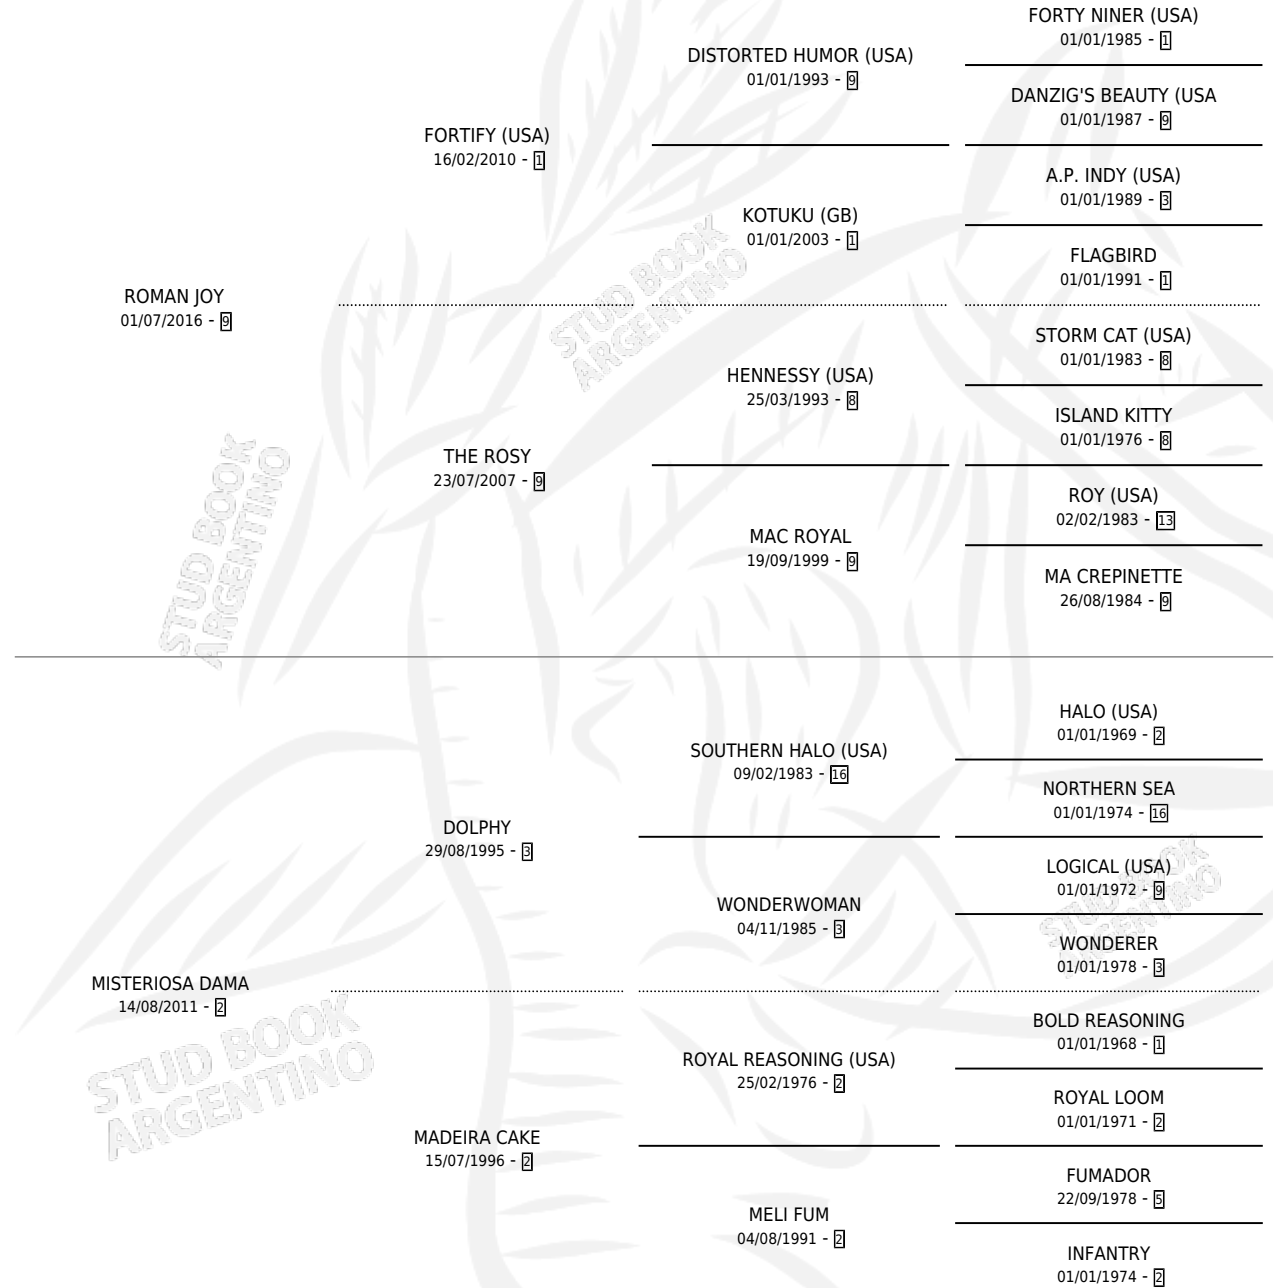 FORTY NINER (USA)
01/01/1985 - 1
DISTORTED HUMOR (USA)
01/01/1993 - 9
DANZIG'S BEAUTY (USA
01/01/1987 - 9
FORTIFY (USA)
16/02/2010 - 1
A.P. INDY (USA)
01/01/1989 - 3
KOTUKU (GB)
01/01/2003 - 1
FLAGBIRD
01/01/1991 - 1
ROMAN JOY
01/07/2016 - 9
STORM CAT (USA)
01/01/1983 - 8
HENNESSY (USA)
25/03/1993 - 8
ISLAND KITTY
01/01/1976 - 8
THE ROSY
23/07/2007 - 9
ROY (USA)
02/02/1983 - 13
MAC ROYAL
19/09/1999 - 9
MA CREPINETTE
26/08/1984 - 9
HALO (USA)
01/01/1969 - 2
SOUTHERN HALO (USA)
09/02/1983 - 16
NORTHERN SEA
01/01/1974 - 16
DOLPHY
29/08/1995 - 3
LOGICAL (USA)
01/01/1972 - 9
WONDERWOMAN
04/11/1985 - 3
WONDERER
01/01/1978 - 3
MISTERIOSA DAMA
14/08/2011 - 2
BOLD REASONING
01/01/1968 - 1
ROYAL REASONING (USA)
25/02/1976 - 2
ROYAL LOOM
01/01/1971 - 2
MADEIRA CAKE
15/07/1996 - 2
FUMADOR
22/09/1978 - 5
MELI FUM
04/08/1991 - 2
INFANTRY
01/01/1974 - 2
STUD BOOK
ARGENTINO
STUD BOOK
ARGENTINO
STUD BOOK
ARGENTINO
STUD BOOK
ARGENTINO